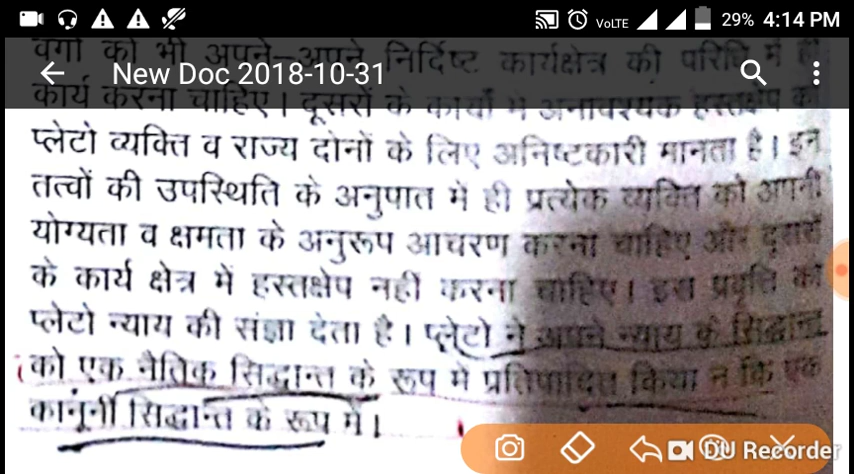 29% 4:14 PM
VoLTE
वर्गों को भी अपने-अपने निर्दिष्ट कार्यक्षेत्र की परिधि में ही
New Doc 2018-10-31
कार्य करना चाहिए। दूसरों के कार्यों में अनावश्यक हस्तक्षेप को
प्लेटो व्यक्ति व राज्य दोनों के लिए अनिष्टकारी मानता है। इन
तत्वों की उपस्थिति के अनुपात में ही प्रत्येक व्यक्ति को अपनी
योग्यता व क्षमता के अनुरूप आचरण करना चाहिए और दूसरों
के कार्य क्षेत्र में हस्तक्षेप नहीं करना चाहिए। इस प्रवृत्ति को
प्लेटो न्याय की संज्ञा देता है। प्लेटो ने अपने न्याय के सिद्धान्त
को एक नैतिक सिद्धान्त के रूप में प्रतिपादित किया न कि एक
कानूनी सिद्धान्त के रूप में।
DU Recorder